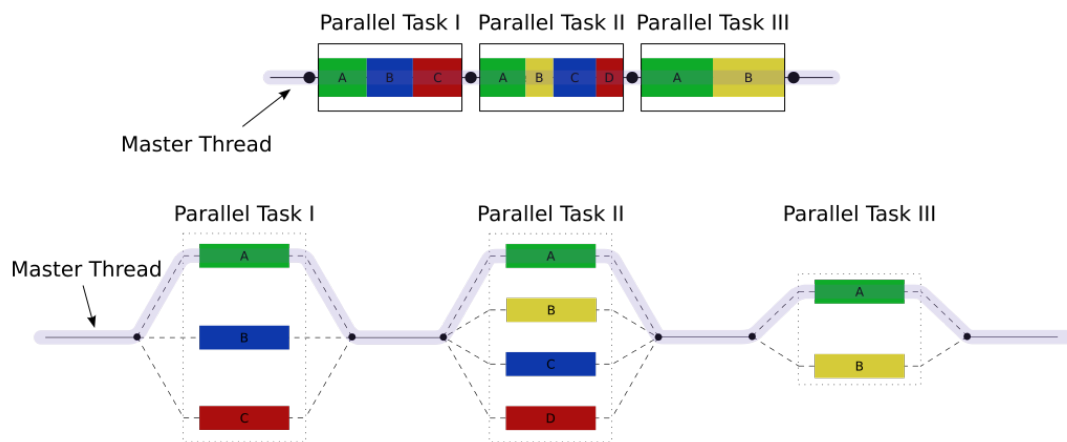 Parallel Task I
Parallel Task II
Parallel Task III
A
B
C
A
B
C
D
A
B
Master Thread
Parallel Task I
Parallel Task II
Parallel Task III
Master Thread
A
B
C
A
B
C
D
A
B